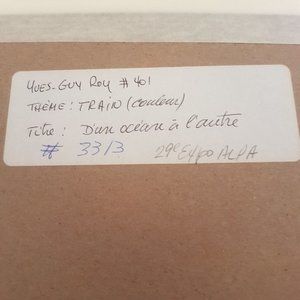 YVES-GUY ROY # 401
THÈME : TRAIN (couleur)
Titre : D'un océan à l'autre
# 33/3 29e Expo ALPA